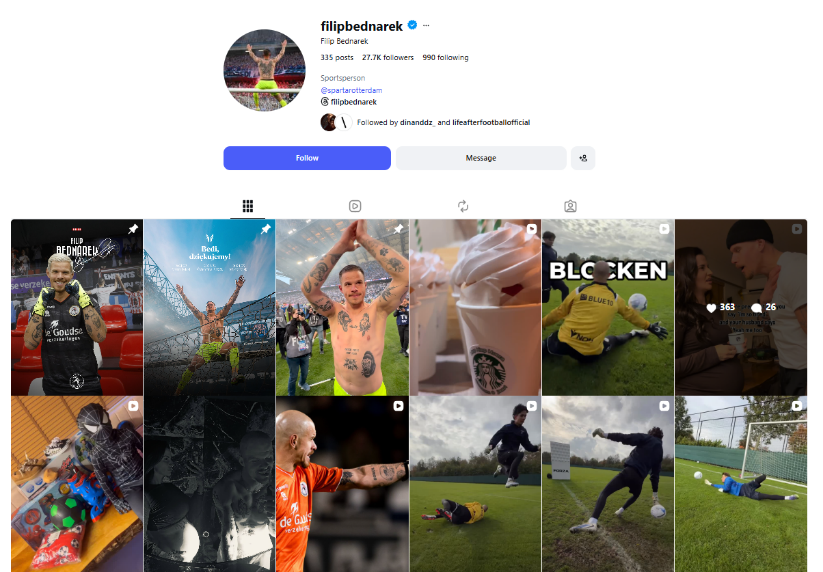 filipbednarek ...
Filip Bednarek
335 posts 27.7K followers 990 following
Sportsperson
@spartarotterdam
filipbednarek
Followed by dinanddz_ and lifeafterfootballofficial
Follow
Message
FILIP
BEDNAREK
de Goudse
verzekeringen
Bedi,
dziękujemy!
BLOCKEN
BLUE10
363 26
STARBUCKS
de Goudse